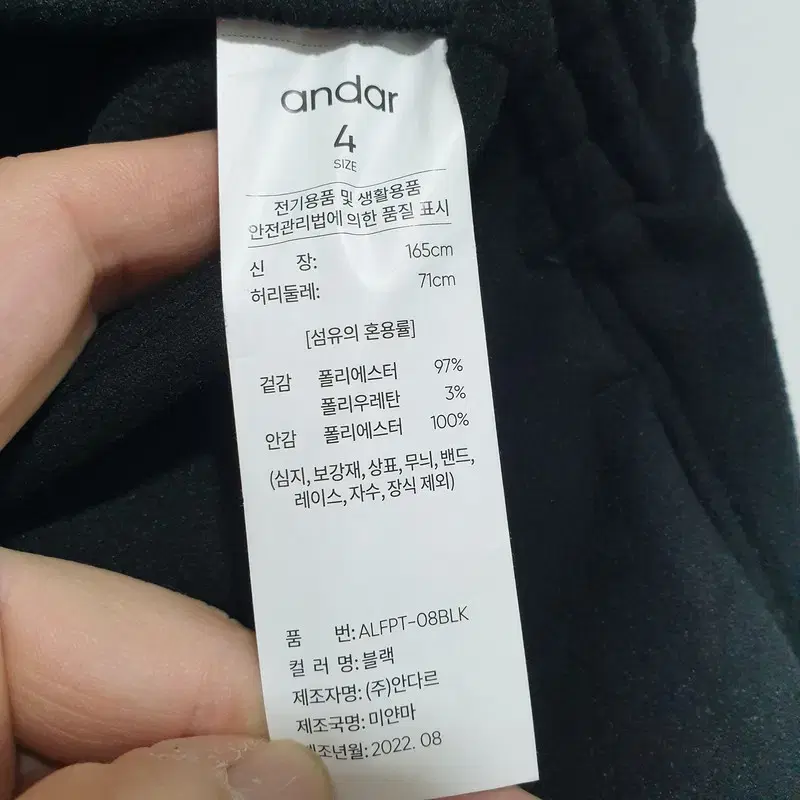 andar
4
SIZE
전기용품 및 생활용품
안전관리법에 의한 품질 표시
신 장: 165cm
허리둘레: 71cm
[섬유의 혼용률]
겉감 폴리에스터 97%
폴리우레탄 3%
안감 폴리에스터 100%
(심지, 보강재, 상표, 무늬, 밴드,
레이스, 자수, 장식 제외)
품 번: ALFPT-08BLK
컬 러 명: 블랙
제조자명: (주)안다르
제조국명: 미얀마
제조년월: 2022. 08